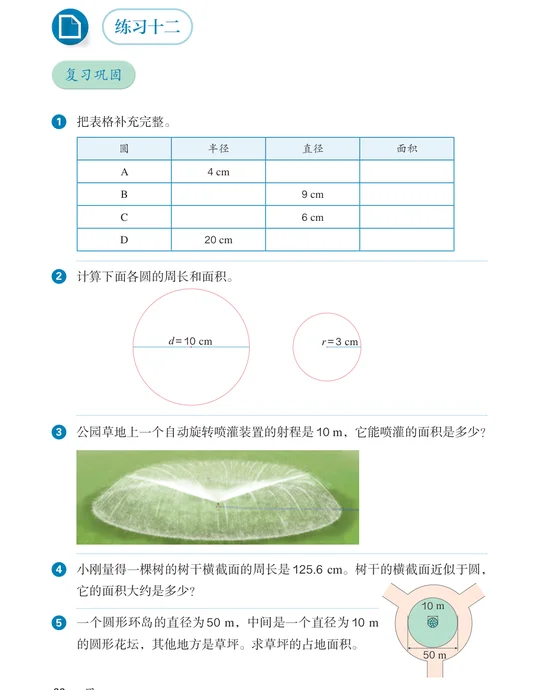 练习十二
复习巩固
1 把表格补充完整。
圆 半径 直径 面积
A 4 cm
B 9 cm
C 6 cm
D 20 cm
2 计算下面各圆的周长和面积。
d=10 cm r=3 cm
3 公园草地上一个自动旋转喷灌装置的射程是10 m，它能喷灌的面积是多少？
4 小刚量得一棵树的树干横截面的周长是125.6 cm。树干的横截面近似于圆，
它的面积大约是多少？
5 一个圆形环岛的直径为50 m，中间是一个直径为10 m
的圆形花坛，其他地方是草坪。求草坪的占地面积。
10 m
50 m